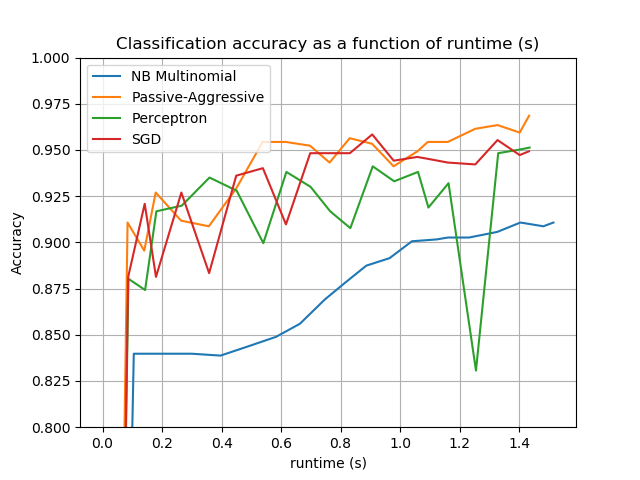 Classification accuracy as a function of runtime (s)
1.000
0.975
0.950
0.925
0.900
0.875
0.850
0.825
0.800
Accuracy
NB Multinomial
Passive-Aggressive
Perceptron
SGD
0.0 0.2 0.4 0.6 0.8 1.0 1.2 1.4
runtime (s)